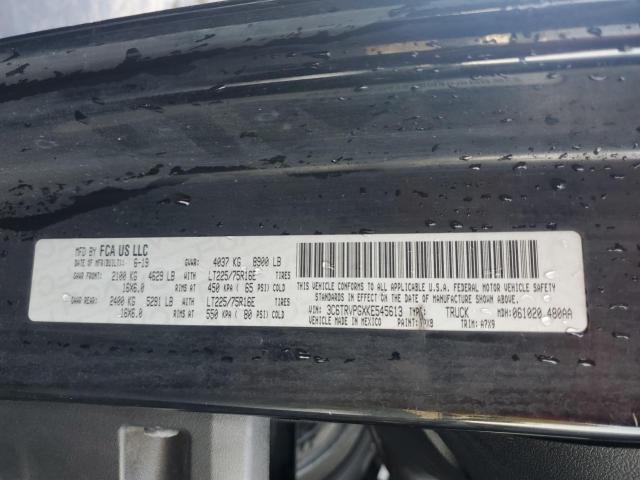 MFD BY FCA US LLC
DATE OF MFR(BUILT): 6-19 GVWR: 4037 KG 8900 LB
GAWR FRONT: 2100 KG 4629 LB LT225/75R16E TIRES
16X6.0 RIMS AT 450 KPA ( 65 PSI) COLD
GAWR REAR: 2400 KG 5291 LB LT225/75R16E TIRES
16X6.0 RIMS AT 550 KPA ( 80 PSI) COLD
THIS VEHICLE CONFORMS TO ALL APPLICABLE U.S.A. FEDERAL MOTOR VEHICLE SAFETY
STANDARDS IN EFFECT ON THE DATE OF MANUFACTURE SHOWN ABOVE.
VIN: 3C6TRVPGXKE545613 TYPE: TRUCK MDH: 061020 480AA
VEHICLE MADE IN MEXICO PAINT: TRIM: A7X9